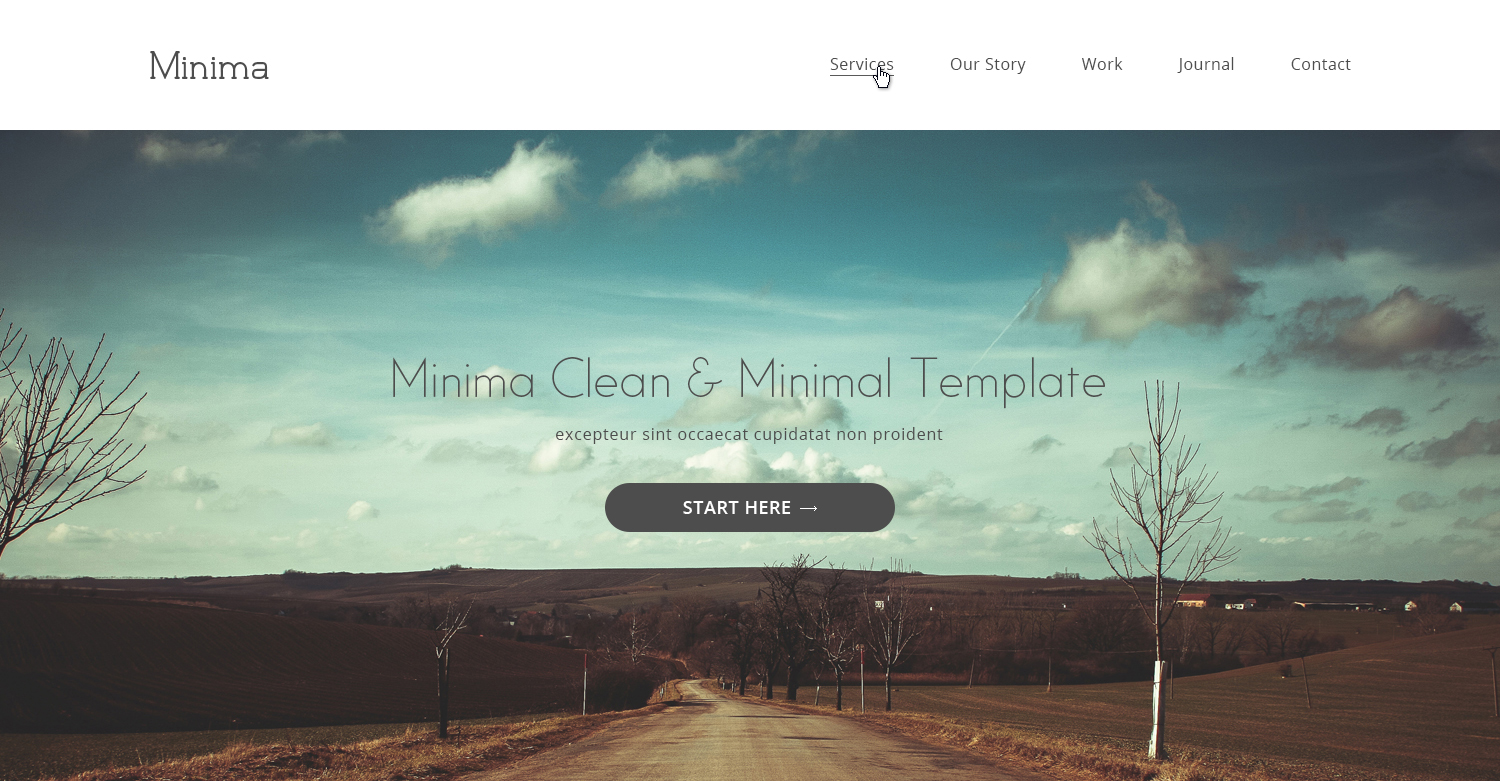 Minima
Services Our Story Work Journal Contact
Minima Clean & Minimal Template
excepteur sint occaecat cupidatat non proident
START HERE →